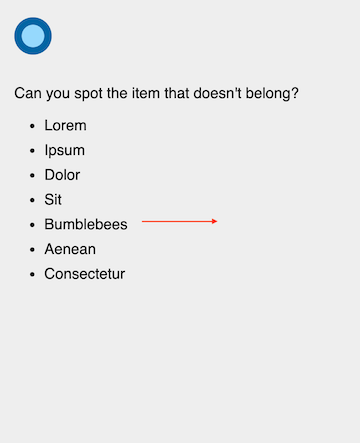 Can you spot the item that doesn't belong?
• Lorem
• Ipsum
• Dolor
• Sit
• Bumblebees
• Aenean
• Consectetur